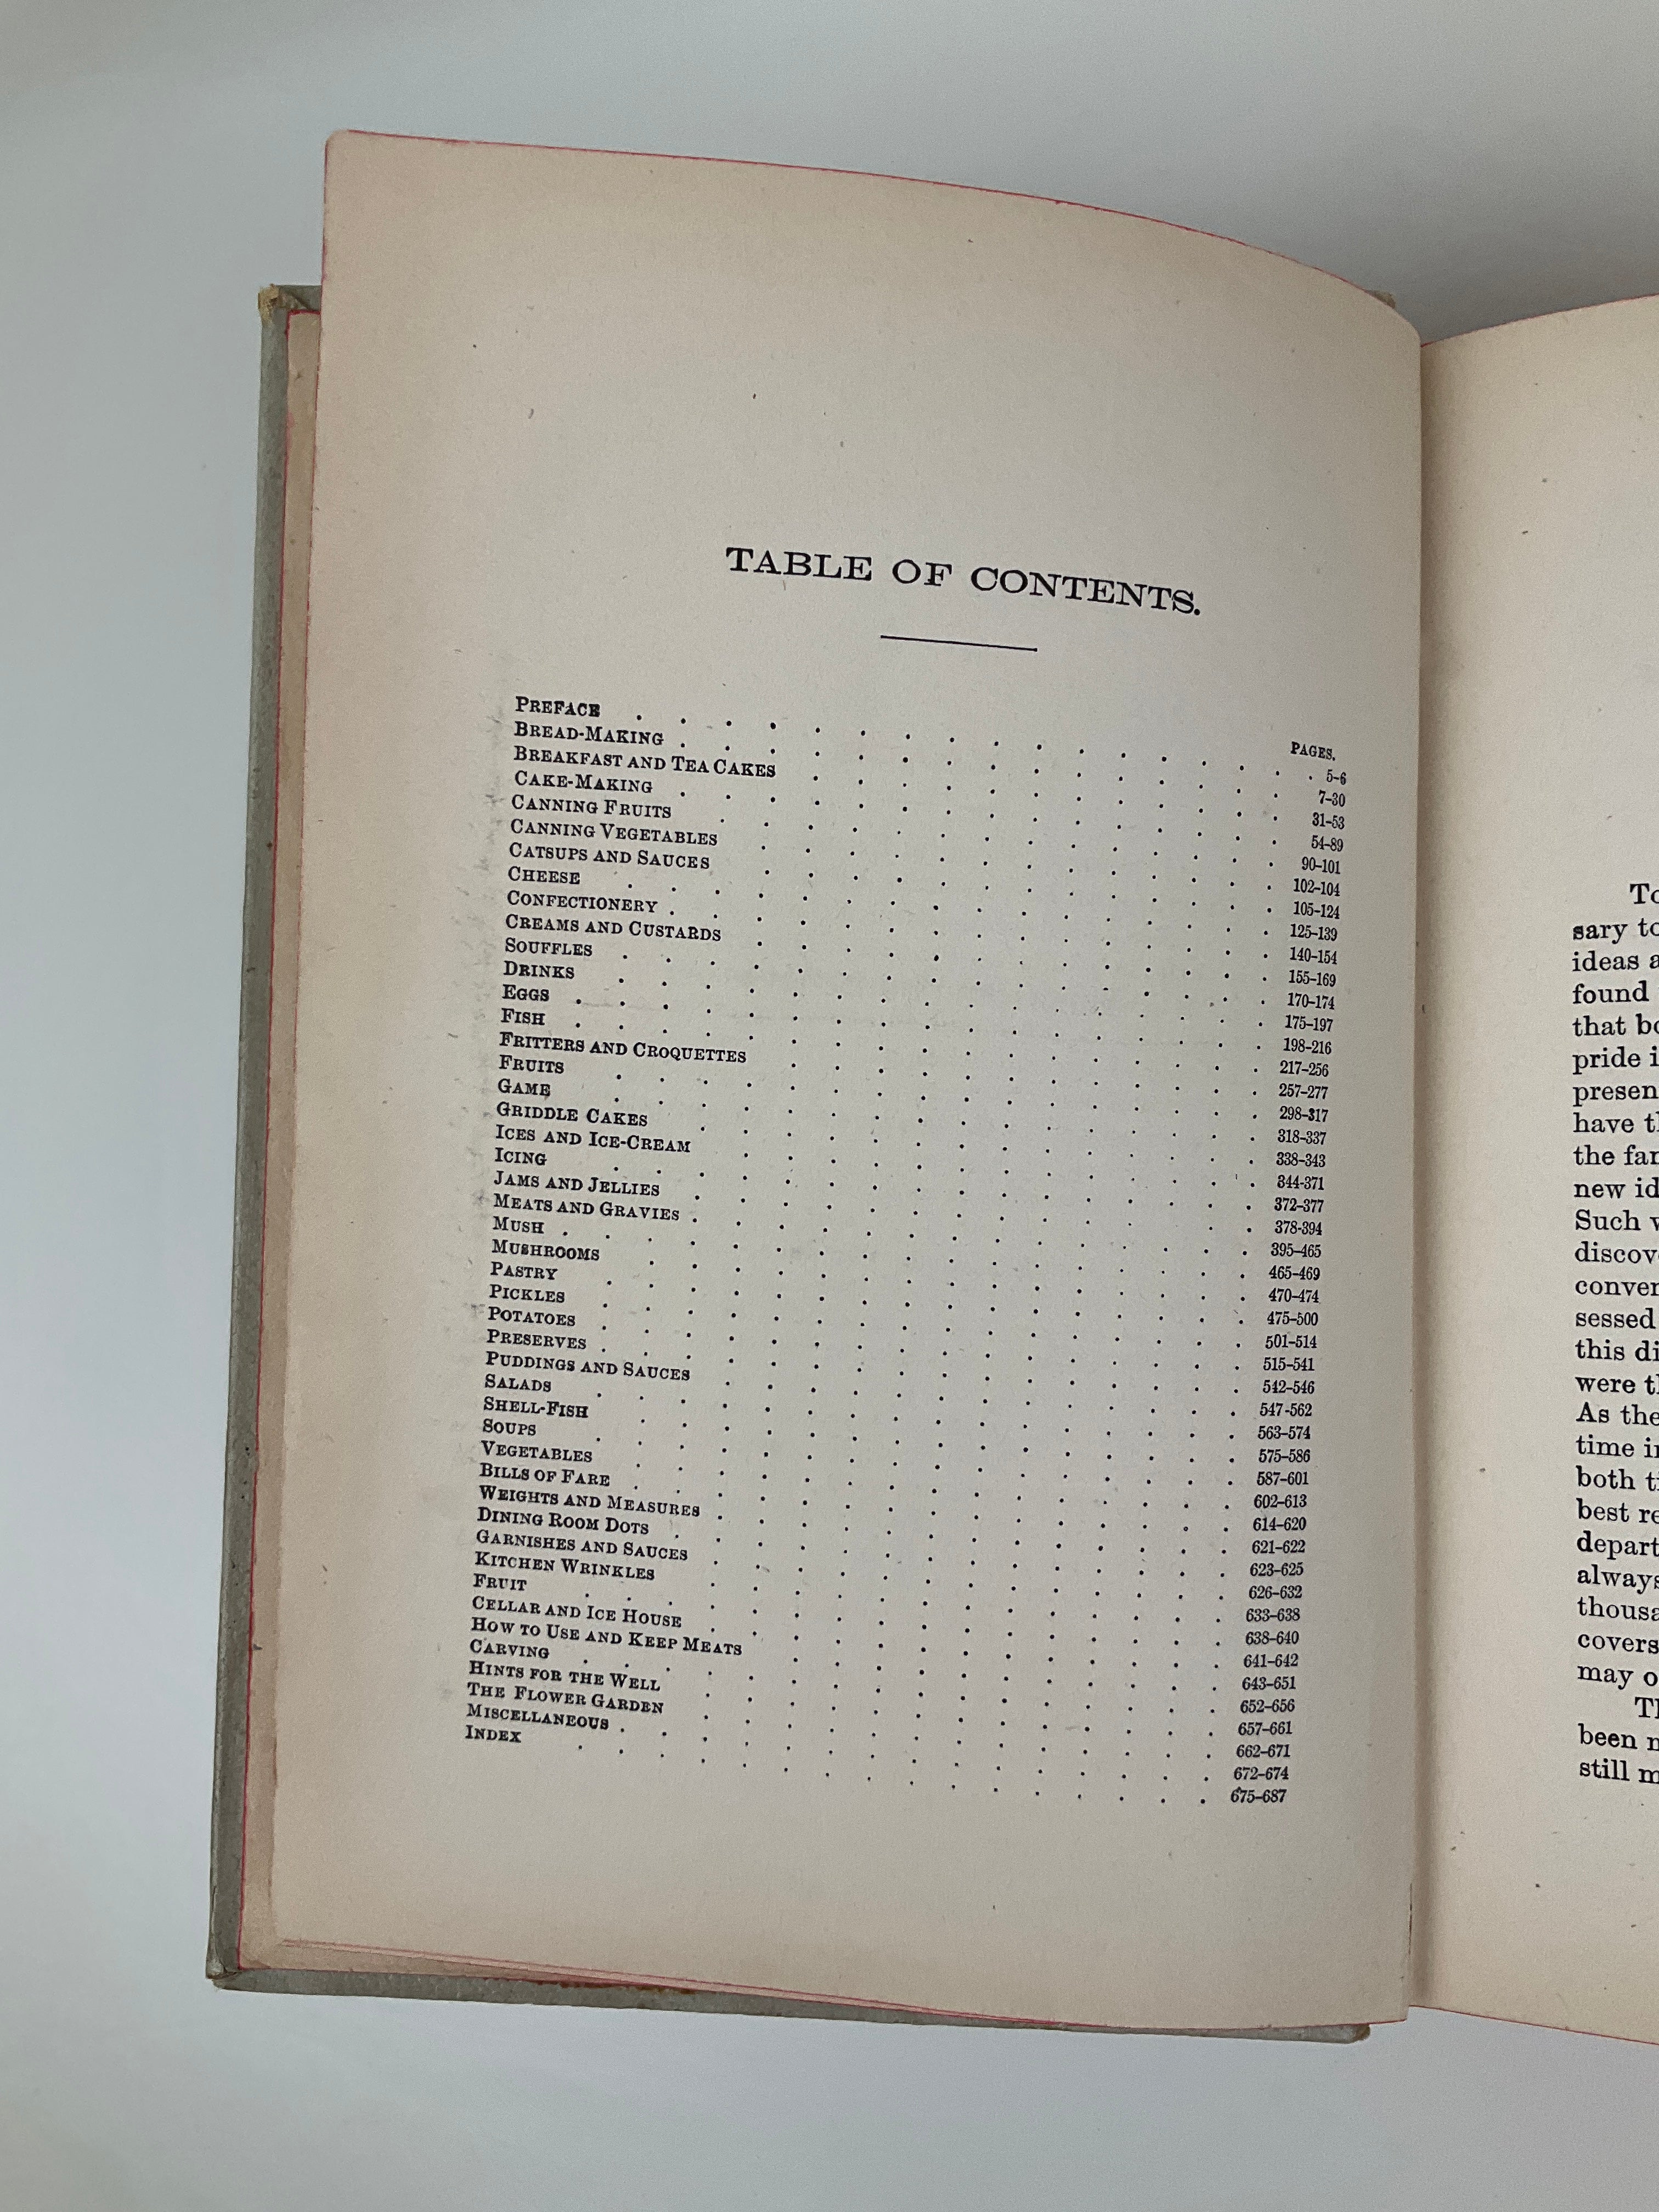 TABLE OF CONTENTS.
PAGES.
PREFACE . . . . . . . . . . . . . . . . 5-6
BREAD-MAKING . . . . . . . . . . . . . . 7-30
BREAKFAST AND TEA CAKES . . . . . . . . . . . 31-53
CAKE-MAKING . . . . . . . . . . . . . . 54-89
CANNING FRUITS . . . . . . . . . . . . . 90-101
CANNING VEGETABLES . . . . . . . . . . . . 102-104
CATSUPS AND SAUCES . . . . . . . . . . . . 105-124
CHEESE . . . . . . . . . . . . . . . 125-139
CONFECTIONERY . . . . . . . . . . . . . . 140-154
CREAMS AND CUSTARDS . . . . . . . . . . . . 155-169
SOUFFLES . . . . . . . . . . . . . . . 170-174
DRINKS . . . . . . . . . . . . . . . 175-197
EGGS . . . . . . . . . . . . . . . . 198-216
FISH . . . . . . . . . . . . . . . . 217-256
FRITTERS AND CROQUETTES . . . . . . . . . . . 257-277
FRUITS . . . . . . . . . . . . . . . 298-317
GAME . . . . . . . . . . . . . . . 318-337
GRIDDLE CAKES . . . . . . . . . . . . . 338-343
ICES AND ICE-CREAM . . . . . . . . . . . . 344-371
ICING . . . . . . . . . . . . . . . 372-377
JAMS AND JELLIES . . . . . . . . . . . . . 378-394
MEATS AND GRAVIES . . . . . . . . . . . . . 395-465
MUSH . . . . . . . . . . . . . . . . 465-469
MUSHROOMS . . . . . . . . . . . . . . 470-474
PASTRY . . . . . . . . . . . . . . . 475-500
PICKLES . . . . . . . . . . . . . . . 501-514
POTATOES . . . . . . . . . . . . . . . 515-541
PRESERVES . . . . . . . . . . . . . . . 542-546
PUDDINGS AND SAUCES . . . . . . . . . . . . 547-562
SALADS . . . . . . . . . . . . . . . 563-574
SHELL-FISH . . . . . . . . . . . . . . 575-586
SOUPS . . . . . . . . . . . . . . . 587-601
VEGETABLES . . . . . . . . . . . . . . 602-613
BILLS OF FARE . . . . . . . . . . . . . . 614-620
WEIGHTS AND MEASURES . . . . . . . . . . . . 621-622
DINING ROOM DOTS . . . . . . . . . . . . . 623-625
GARNISHES AND SAUCES . . . . . . . . . . . . 626-632
KITCHEN WRINKLES . . . . . . . . . . . . . 633-638
FRUIT . . . . . . . . . . . . . . . 638-640
CELLAR AND ICE HOUSE . . . . . . . . . . . . 641-642
HOW TO USE AND KEEP MEATS . . . . . . . . . . 643-651
CARVING . . . . . . . . . . . . . . . 652-656
HINTS FOR THE WELL . . . . . . . . . . . . 657-661
THE FLOWER GARDEN . . . . . . . . . . . . 662-671
MISCELLANEOUS . . . . . . . . . . . . . . 672-674
INDEX . . . . . . . . . . . . . . . 675-687
To
sary to
ideas
found
that
pride
have
the
new
Such
sessed
this
were
As the
time
both
best
always
covers
may
been
still